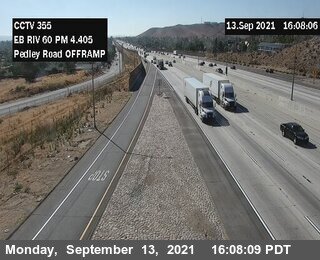 CCTV 355
EB RIV 60 PM 4.405
Pedley Road OFFRAMP
13.Sep 2021 16:08:06
STOP
Monday, September 13, 2021 16:08:09 PDT